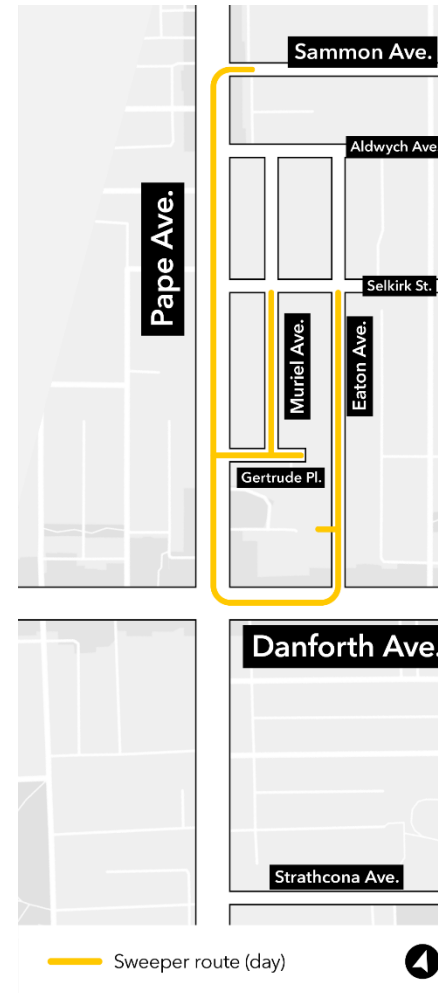 Sammon Ave.
Aldwych Ave
Pape Ave.
Selkirk St.
Muriel Ave.
Eaton Ave.
Gertrude Pl.
Danforth Ave.
Strathcona Ave.
Sweeper route (day)